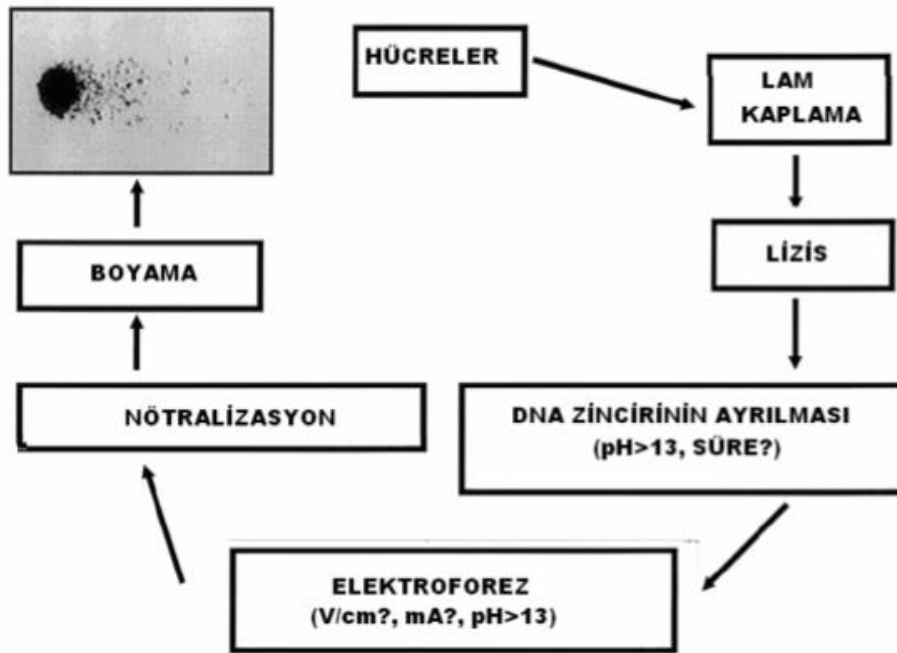 HÜCRELER
LAM
KAPLAMA
LİZİS
DNA ZİNCİRİNİN AYRILMASI
(pH>13, SÜRE?)
ELEKTROFOREZ
(V/cm?, mA?, pH>13)
NÖTRALİZASYON
BOYAMA